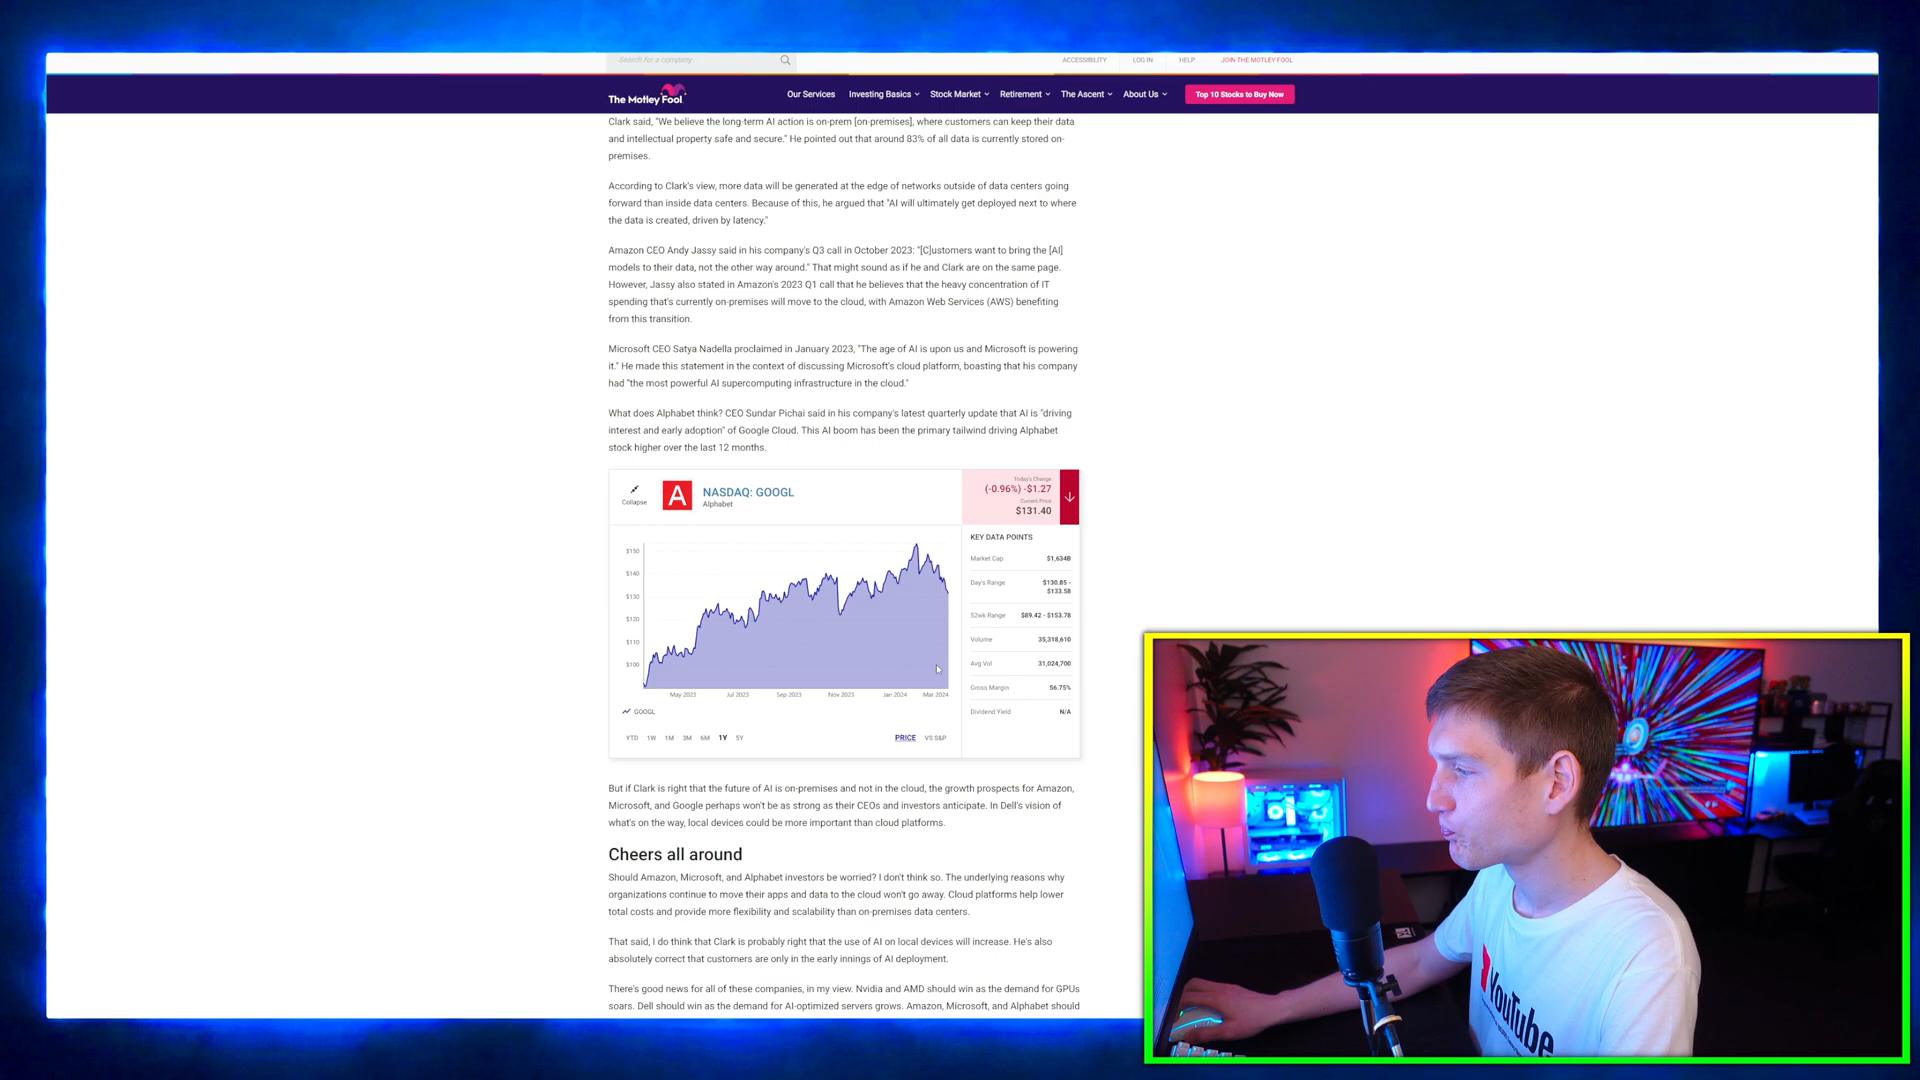 Search for a company
ACCESSIBILITY LOG IN HELP JOIN THE MOTLEY FOOL
The Motley Fool
Our Services Investing Basics Stock Market Retirement The Ascent About Us Top 10 Stocks to Buy Now
Clark said, "We believe the long-term AI action is on-prem [on-premises], where customers can keep their data
and intellectual property safe and secure." He pointed out that around 83% of all data is currently stored on-
premises.
According to Clark's view, more data will be generated at the edge of networks outside of data centers going
forward than inside data centers. Because of this, he argued that "AI will ultimately get deployed next to where
the data is created, driven by latency."
Amazon CEO Andy Jassy said in his company's Q3 call in October 2023: "[C]ustomers want to bring the [AI]
models to their data, not the other way around." That might sound as if he and Clark are on the same page.
However, Jassy also stated in Amazon's 2023 Q1 call that he believes that the heavy concentration of IT
spending that's currently on-premises will move to the cloud, with Amazon Web Services (AWS) benefiting
from this transition.
Microsoft CEO Satya Nadella proclaimed in January 2023, "The age of AI is upon us and Microsoft is powering
it." He made this statement in the context of discussing Microsoft's cloud platform, boasting that his company
had "the most powerful AI supercomputing infrastructure in the cloud."
What does Alphabet think? CEO Sundar Pichai said in his company's latest quarterly update that AI is "driving
interest and early adoption" of Google Cloud. This AI boom has been the primary tailwind driving Alphabet
stock higher over the last 12 months.
Collapse
A
NASDAQ: GOOGL
Alphabet
Today's Change
(-0.96%) -$1.27
Current Price
$131.40
$150
$140
$130
$120
$110
$100
May 2023 Jul 2023 Sep 2023 Nov 2023 Jan 2024 Mar 2024
GOOGL
YTD 1W 1M 3M 6M 1Y 5Y
PRICE VS S&P
KEY DATA POINTS
Market Cap $1,634B
Day's Range $130.85 -
$133.58
52wk Range $89.42 - $153.78
Volume 35,318,610
Avg Vol 31,024,700
Gross Margin 56.75%
Dividend Yield N/A
But if Clark is right that the future of AI is on-premises and not in the cloud, the growth prospects for Amazon,
Microsoft, and Google perhaps won't be as strong as their CEOs and investors anticipate. In Dell's vision of
what's on the way, local devices could be more important than cloud platforms.
Cheers all around
Should Amazon, Microsoft, and Alphabet investors be worried? I don't think so. The underlying reasons why
organizations continue to move their apps and data to the cloud won't go away. Cloud platforms help lower
total costs and provide more flexibility and scalability than on-premises data centers.
That said, I do think that Clark is probably right that the use of AI on local devices will increase. He's also
absolutely correct that customers are only in the early innings of AI deployment.
There's good news for all of these companies, in my view. Nvidia and AMD should win as the demand for GPUs
soars. Dell should win as the demand for AI-optimized servers grows. Amazon, Microsoft, and Alphabet should
YouTube